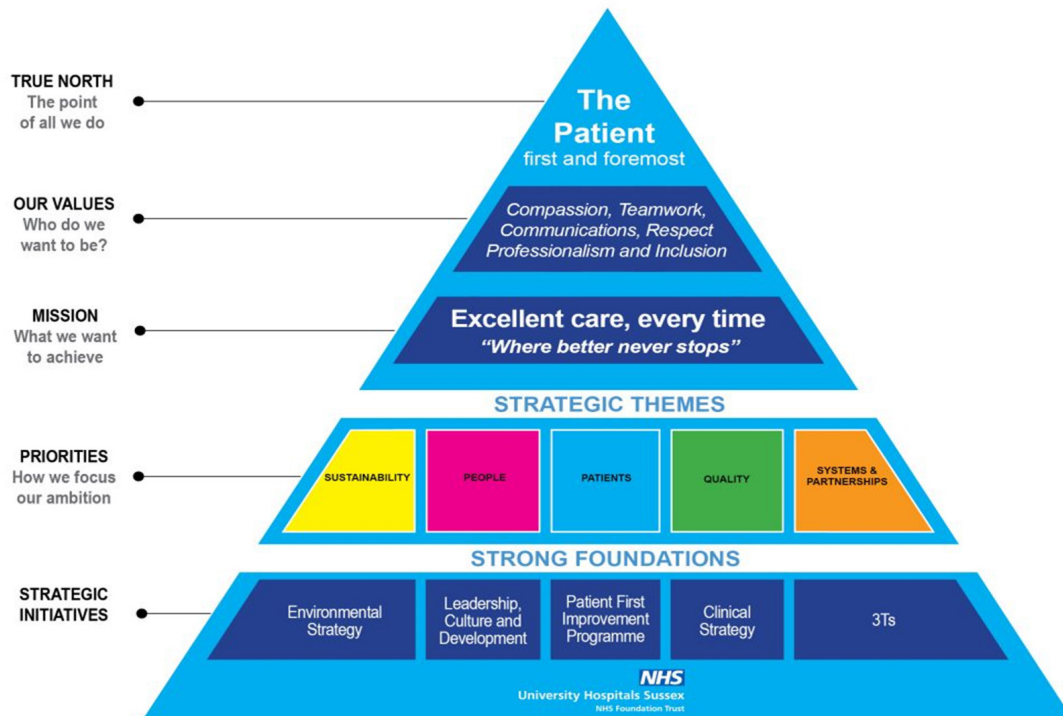 TRUE NORTH
The point
of all we do
The
Patient
first and foremost
OUR VALUES
Who do we
want to be?
Compassion, Teamwork,
Communications, Respect
Professionalism and Inclusion
MISSION
What we want
to achieve
Excellent care, every time
“Where better never stops”
STRATEGIC THEMES
PRIORITIES
How we focus
our ambition
SUSTAINABILITY
PEOPLE
PATIENTS
QUALITY
SYSTEMS &
PARTNERSHIPS
STRONG FOUNDATIONS
STRATEGIC
INITIATIVES
Environmental
Strategy
Leadership,
Culture and
Development
Patient First
Improvement
Programme
Clinical
Strategy
3Ts
NHS
University Hospitals Sussex
NHS Foundation Trust